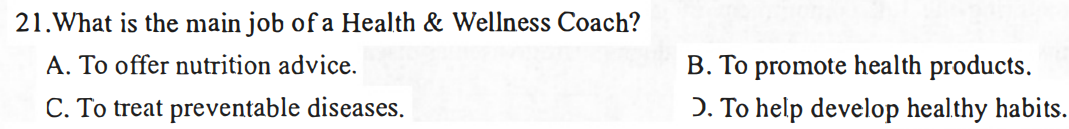 21.What is the main job of a Health & Wellness Coach?
A. To offer nutrition advice. B. To promote health products.
C. To treat preventable diseases. D. To help develop healthy habits.